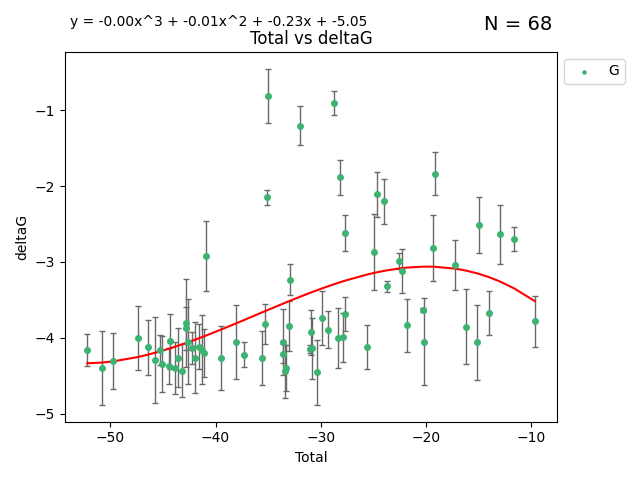 y = -0.00x^3 + -0.01x^2 + -0.23x + -5.05
N = 68
Total vs deltaG
G
deltaG
−1
−2
−3
−4
−5
−50
−40
−30
−20
−10
Total